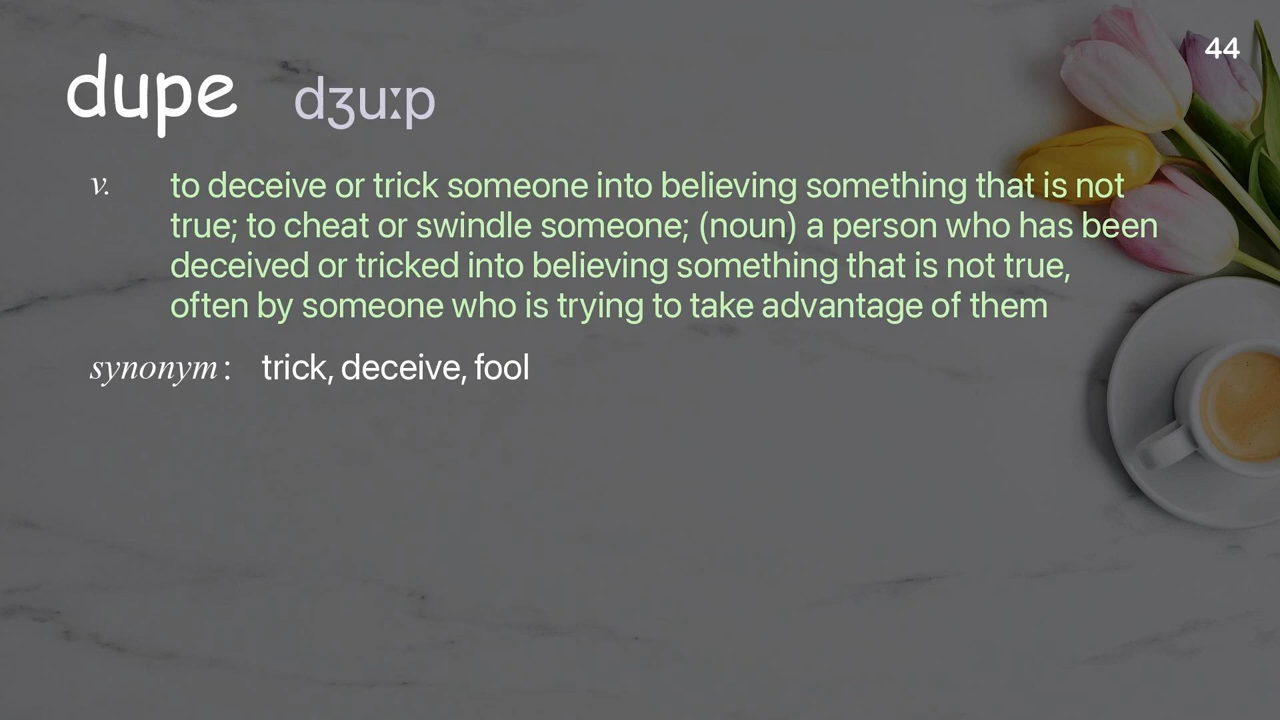 44
dupe dʒuːp
v. to deceive or trick someone into believing something that is not
true; to cheat or swindle someone; (noun) a person who has been
deceived or tricked into believing something that is not true,
often by someone who is trying to take advantage of them
synonym: trick, deceive, fool